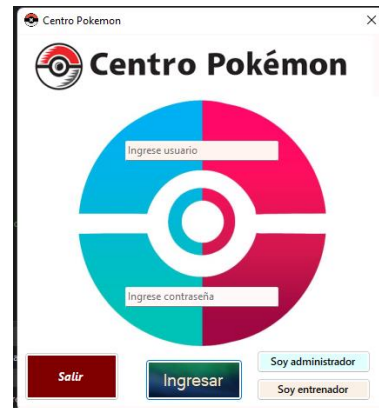 Centro Pokemon
Centro Pokémon
Ingrese usuario
Ingrese contraseña
Soy administrador
Salir
Ingresar
Soy entrenador